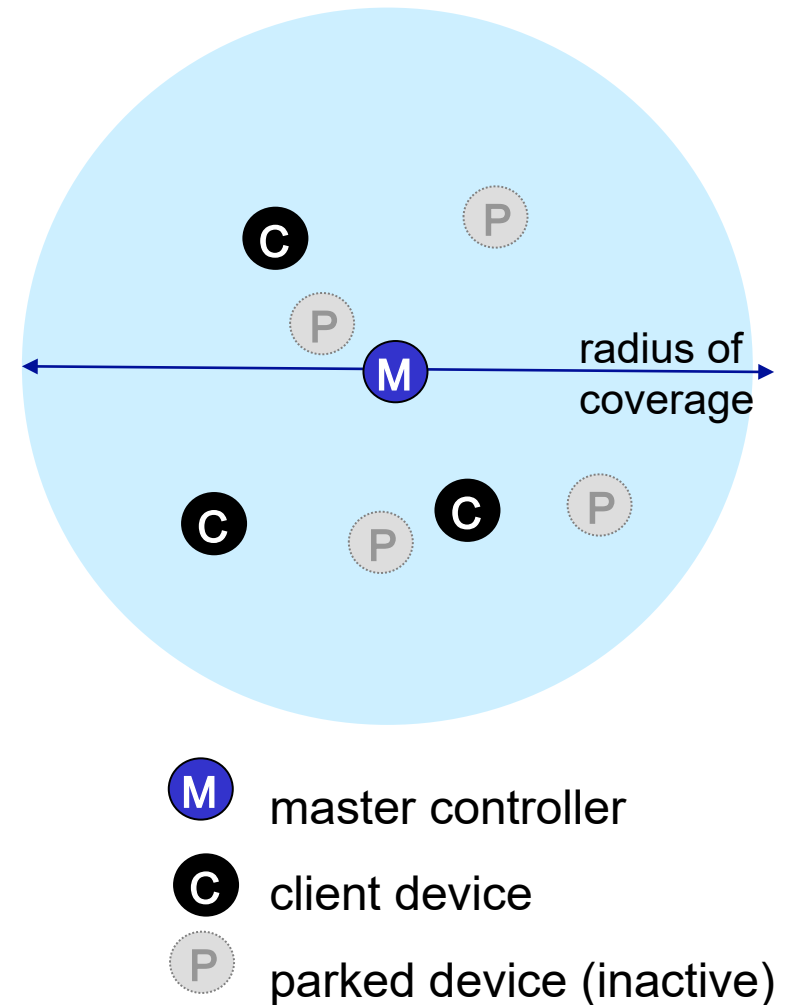 P
C
P
radius of
M
coverage
P
C
C
P
M master controller
C client device
P parked device (inactive)